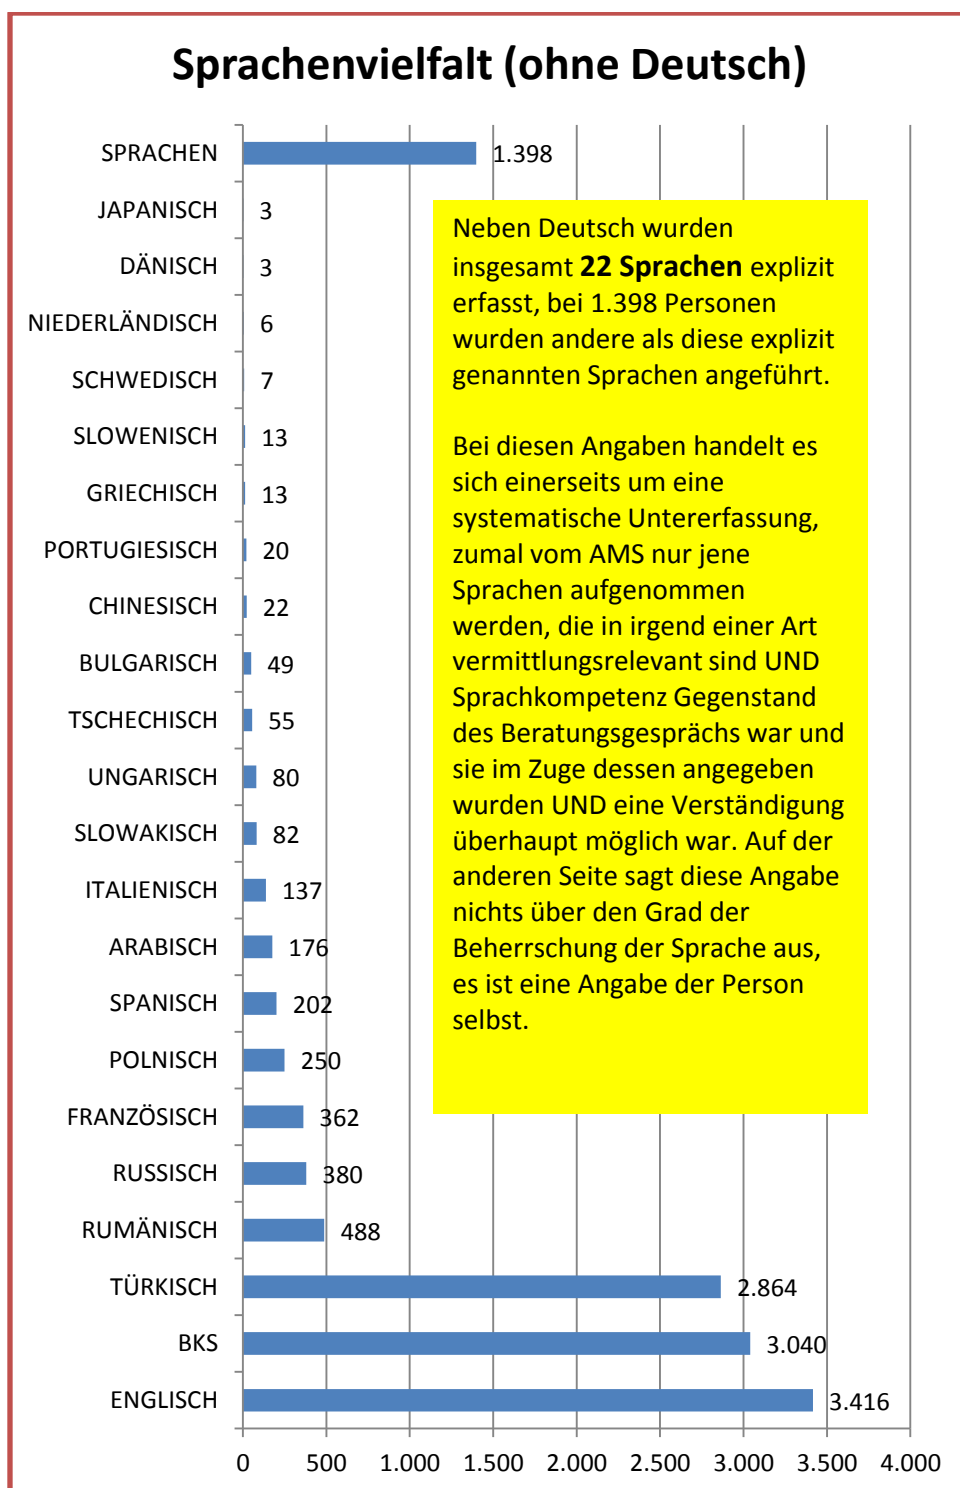 Sprachenvielfalt (ohne Deutsch)
SPRACHEN 1.398
JAPANISCH 3
DÄNISCH 3
NIEDERLÄNDISCH 6
SCHWEDISCH 7
SLOWENISCH 13
GRIECHISCH 13
PORTUGIESISCH 20
CHINESISCH 22
BULGARISCH 49
TSCHECHISCH 55
UNGARISCH 80
SLOWAKISCH 82
ITALIENISCH 137
ARABISCH 176
SPANISCH 202
POLNISCH 250
FRANZÖSISCH 362
RUSSISCH 380
RUMÄNISCH 488
TÜRKISCH 2.864
BKS 3.040
ENGLISCH 3.416
0 500 1.000 1.500 2.000 2.500 3.000 3.500 4.000
Neben Deutsch wurden
insgesamt 22 Sprachen explizit
erfasst, bei 1.398 Personen
wurden andere als diese explizit
genannten Sprachen angeführt.
Bei diesen Angaben handelt es
sich einerseits um eine
systematische Untererfassung,
zumal vom AMS nur jene
Sprachen aufgenommen
werden, die in irgend einer Art
vermittlungsrelevant sind UND
Sprachkompetenz Gegenstand
des Beratungsgesprächs war und
sie im Zuge dessen angegeben
wurden UND eine Verständigung
überhaupt möglich war. Auf der
anderen Seite sagt diese Angabe
nichts über den Grad der
Beherrschung der Sprache aus,
es ist eine Angabe der Person
selbst.